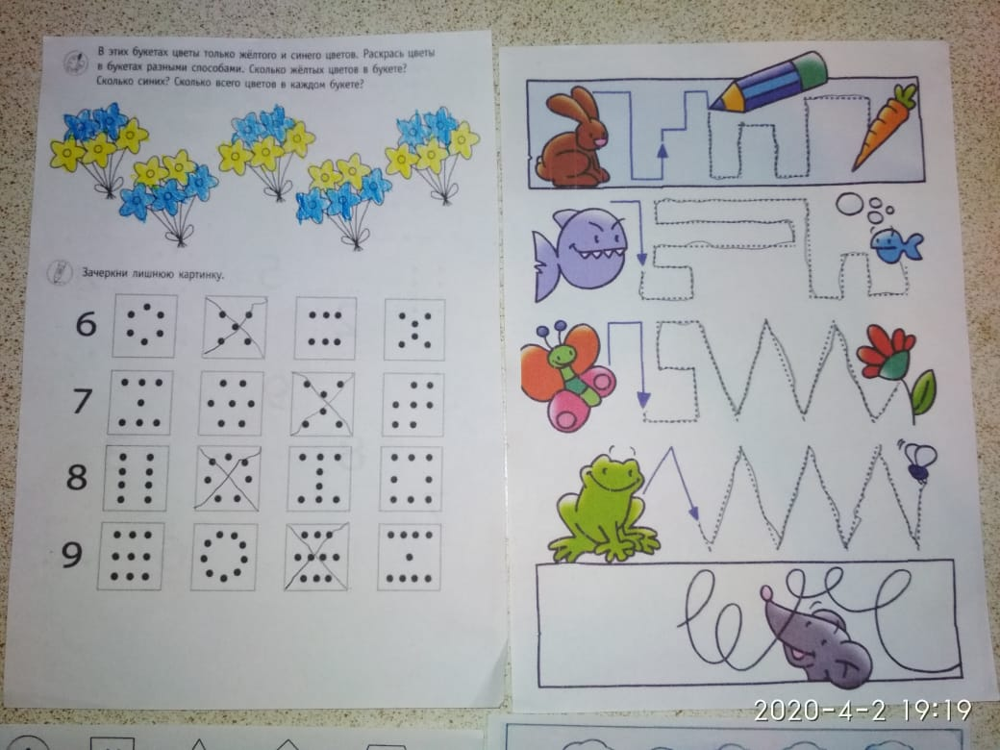 В этих букетах цветы только жёлтого и синего цветов. Раскрась цветы
в букетах разными способами. Сколько жёлтых цветов в букете?
Сколько синих? Сколько всего цветов в каждом букете?
Зачеркни лишнюю картинку.
6
7
8
9
2020-4-2 19:19